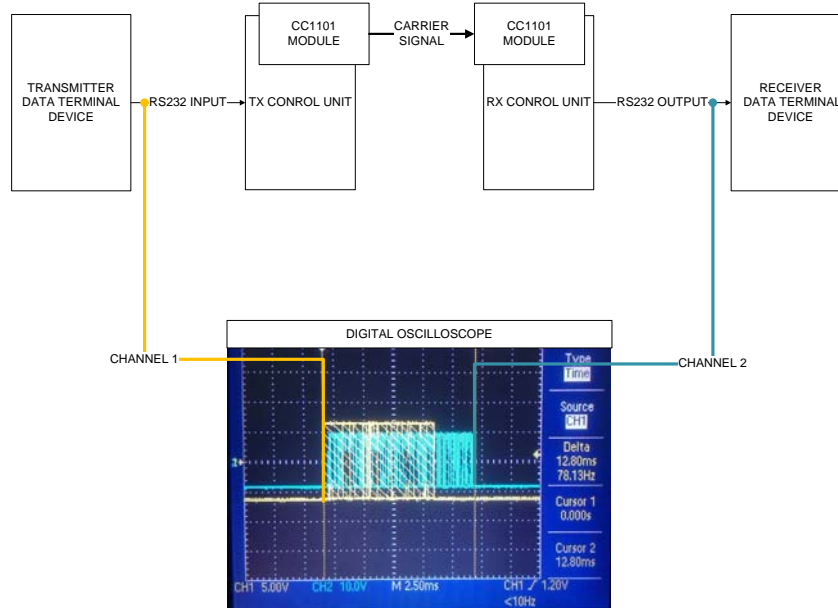 CC1101
MODULE
CARRIER
SIGNAL
CC1101
MODULE
TRANSMITTER
DATA TERMINAL
DEVICE
RS232 INPUT
TX CONROL UNIT
RX CONROL UNIT
RS232 OUTPUT
RECEIVER
DATA TERMINAL
DEVICE
DIGITAL OSCILLOSCOPE
CHANNEL 1
CHANNEL 2
Type
Time
Source
CH1
Delta
12.80ms
78.13Hz
Cursor 1
0.000s
Cursor 2
12.80ms
2
CH1 5.00V CH2 10.0V M 2.50ms CH1 / 1.20V
<10Hz